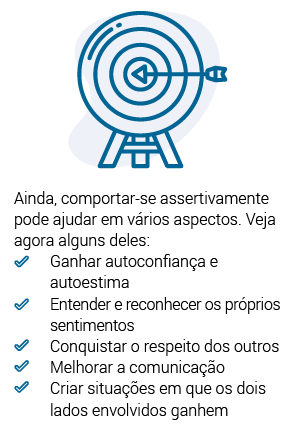 Ainda, comportar-se assertivamente
pode ajudar em vários aspectos. Veja
agora alguns deles:
Ganhar autoconfiança e
autoestima
Entender e reconhecer os próprios
sentimentos
Conquistar o respeito dos outros
Melhorar a comunicação
Criar situações em que os dois
lados envolvidos ganhem